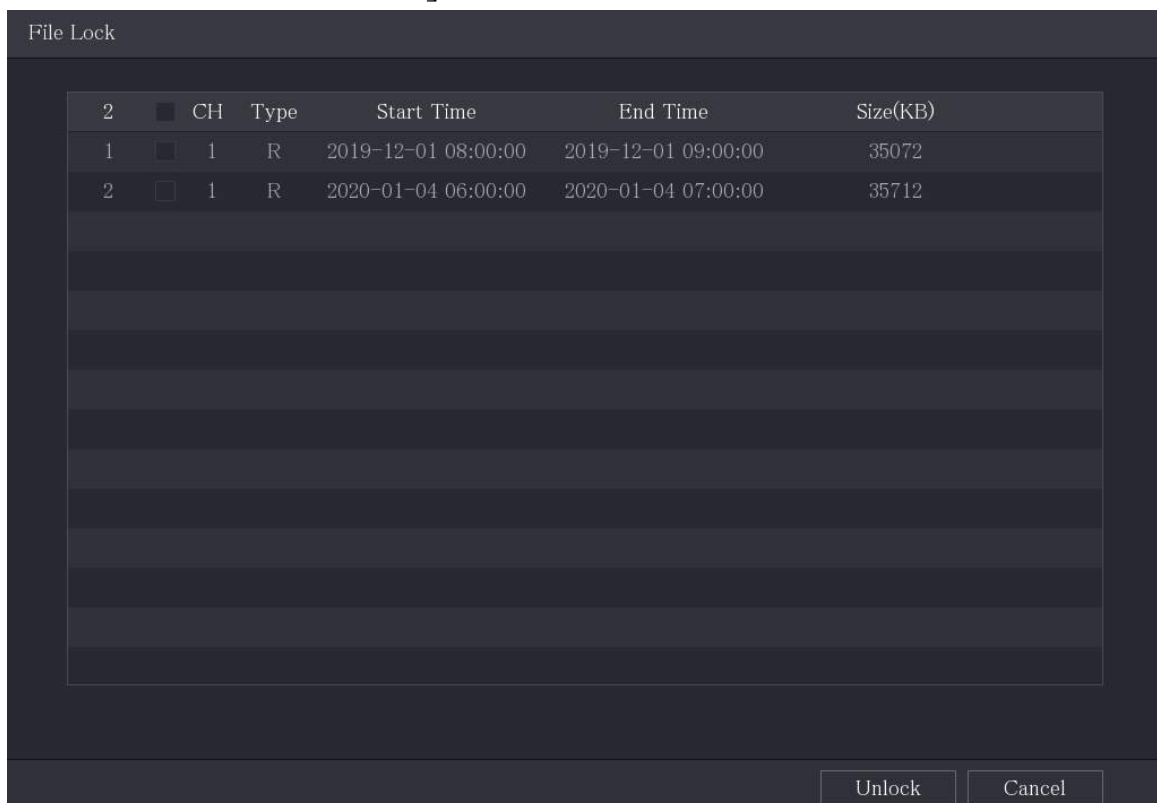 File Lock
2 CH Type Start Time End Time Size(KB)
1 1 R 2019-12-01 08:00:00 2019-12-01 09:00:00 35072
2 1 R 2020-01-04 06:00:00 2020-01-04 07:00:00 35712
Unlock Cancel